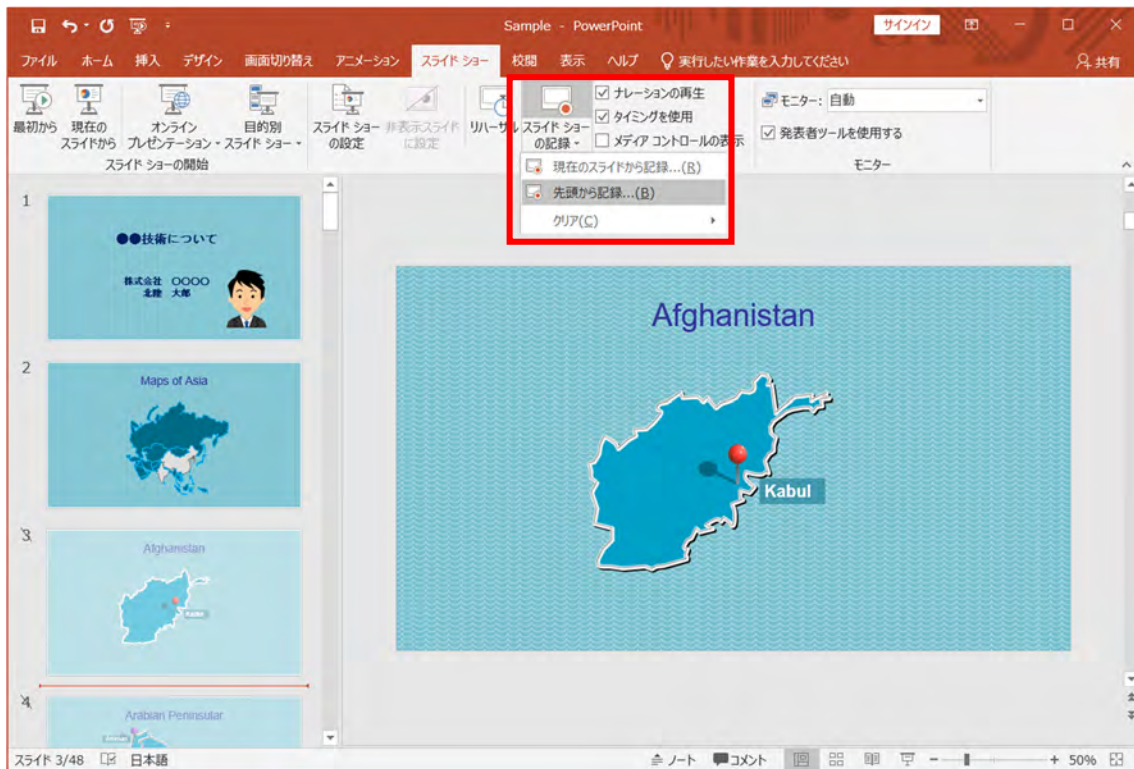 Sample - PowerPoint
サインイン
ファイル ホーム 挿入 デザイン 画面切り替え アニメーション スライド ショー 校閲 表示 ヘルプ 実行したい作業を入力してください 共有
最初から
現在の
スライドから
オンライン
プレゼンテーション
目的別
スライド ショー
スライド ショーの開始
スライド ショー
の設定
非表示スライド
に設定
リハーサル
スライド ショー
の記録
ナレーションの再生
タイミングを使用
メディア コントロールの表示
モニター: 自動
発表者ツールを使用する
モニター
現在のスライドから記録...(R)
先頭から記録...(B)
クリア(C)
1
●●技術について
株式会社 〇〇〇〇
北陸 太郎
2
Maps of Asia
3
Afghanistan
Kabul
4
Arabian Peninsular
Afghanistan
Kabul
スライド 3/48 日本語 ノート コメント 50%